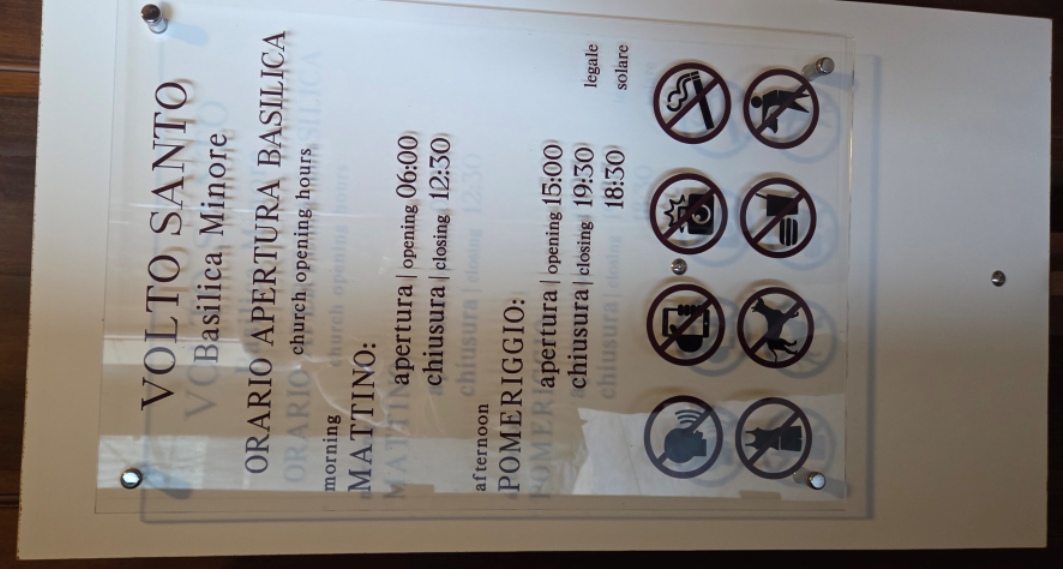 VOLTO SANTO
Basilica Minore
ORARIO APERTURA BASILICA
church opening hours
morning
MATTINO:
apertura | opening 06:00
chiusura | closing 12:30
afternoon
POMERIGGIO:
apertura | opening 15:00
chiusura | closing 19:30 legale
18:30 solare